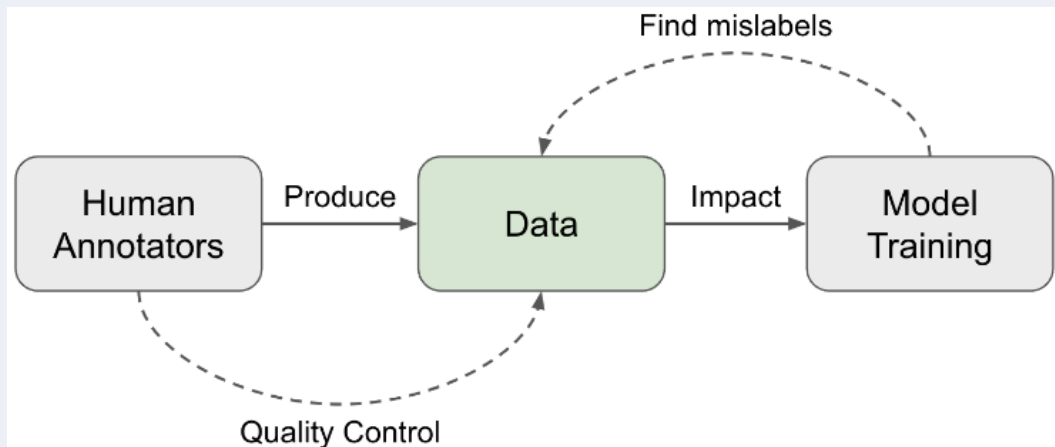 Find mislabels
Human
Annotators
Produce
Data
Impact
Model
Training
Quality Control